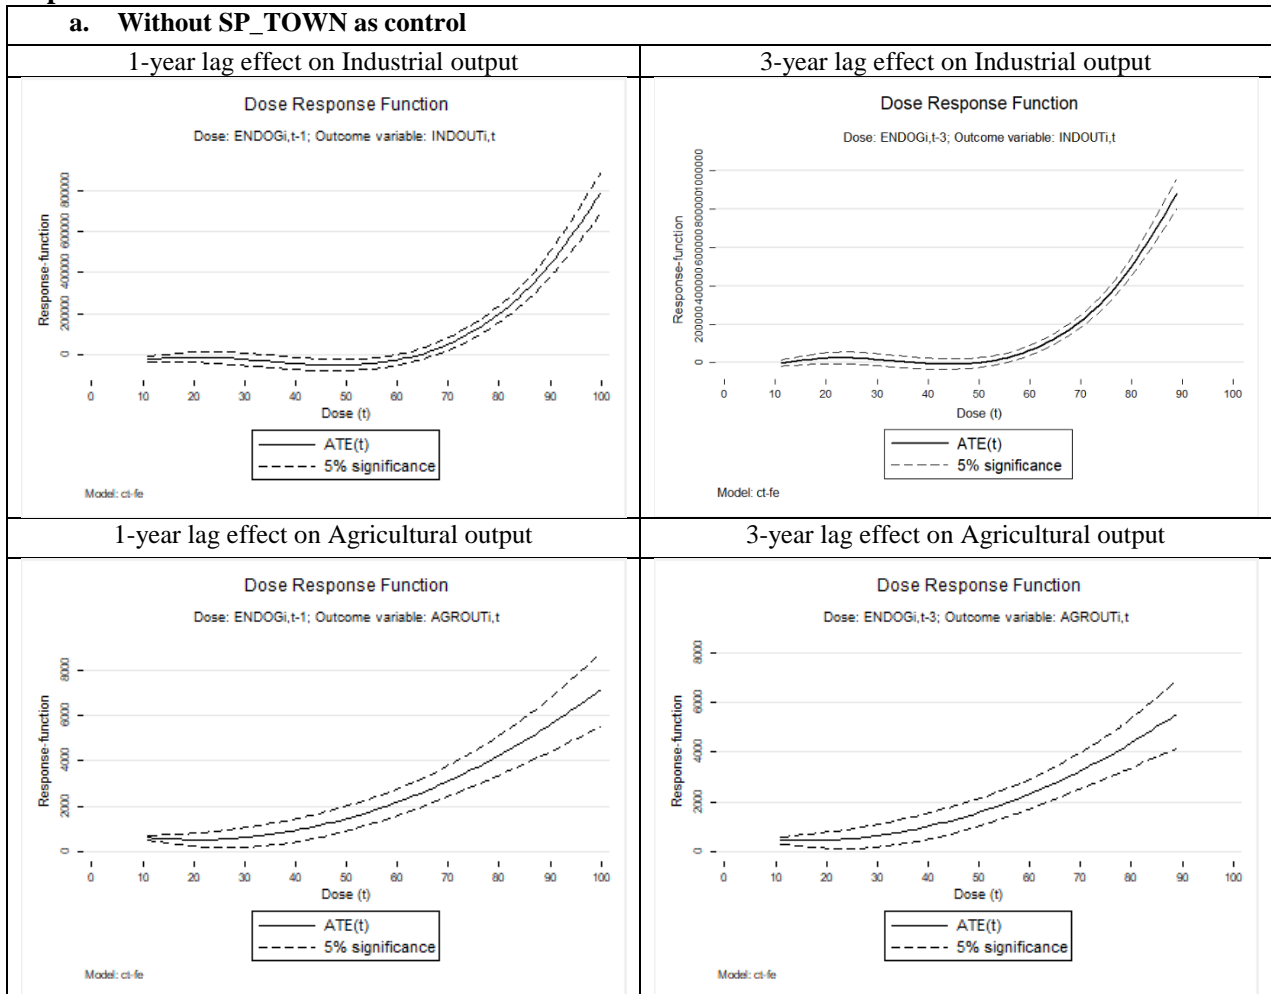 a. Without SP_TOWN as control
1-year lag effect on Industrial output
3-year lag effect on Industrial output
Dose Response Function
Dose: ENDOGi,t-1; Outcome variable: INDOUTi,t
Response-function
0 200000 400000 600000 800000
0 10 20 30 40 50 60 70 80 90 100
Dose (t)
ATE(t)
5% significance
Model: ct-fe
Dose Response Function
Dose: ENDOGi,t-3; Outcome variable: INDOUTi,t
Response-function
0 200000 400000 600000 800000 1000000
0 10 20 30 40 50 60 70 80 90 100
Dose (t)
ATE(t)
5% significance
Model: ct-fe
1-year lag effect on Agricultural output
3-year lag effect on Agricultural output
Dose Response Function
Dose: ENDOGi,t-1; Outcome variable: AGROUTi,t
Response-function
0 2000 4000 6000 8000
0 10 20 30 40 50 60 70 80 90 100
Dose (t)
ATE(t)
5% significance
Model: ct-fe
Dose Response Function
Dose: ENDOGi,t-3; Outcome variable: AGROUTi,t
Response-function
0 2000 4000 6000 8000
0 10 20 30 40 50 60 70 80 90 100
Dose (t)
ATE(t)
5% significance
Model: ct-fe